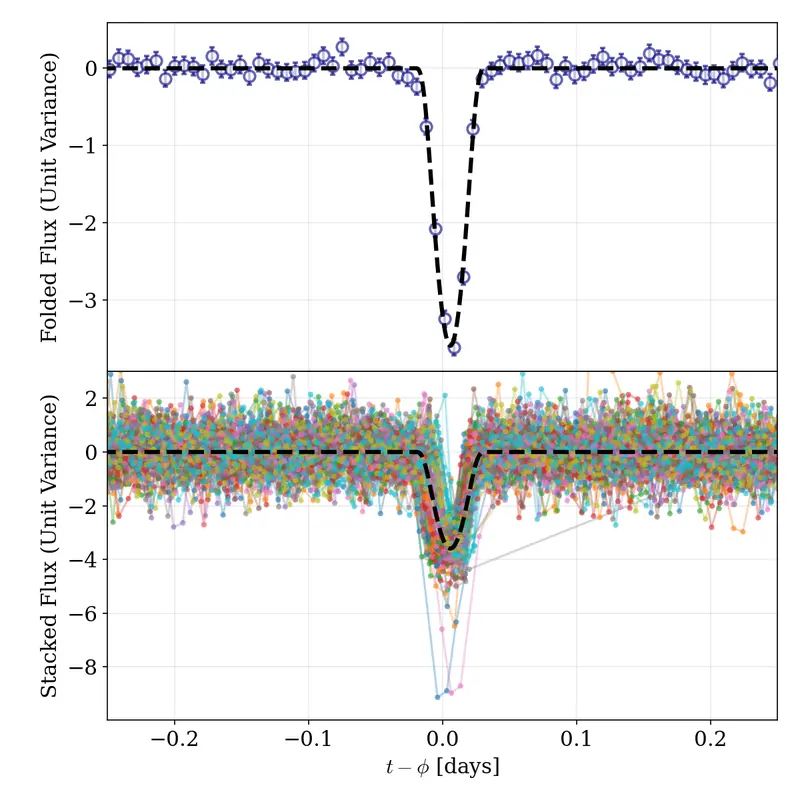 Folded Flux (Unit Variance)
0
−1
−2
−3
Stacked Flux (Unit Variance)
2
0
−2
−4
−6
−8
−0.2 −0.1 0.0 0.1 0.2
t − ϕ [days]